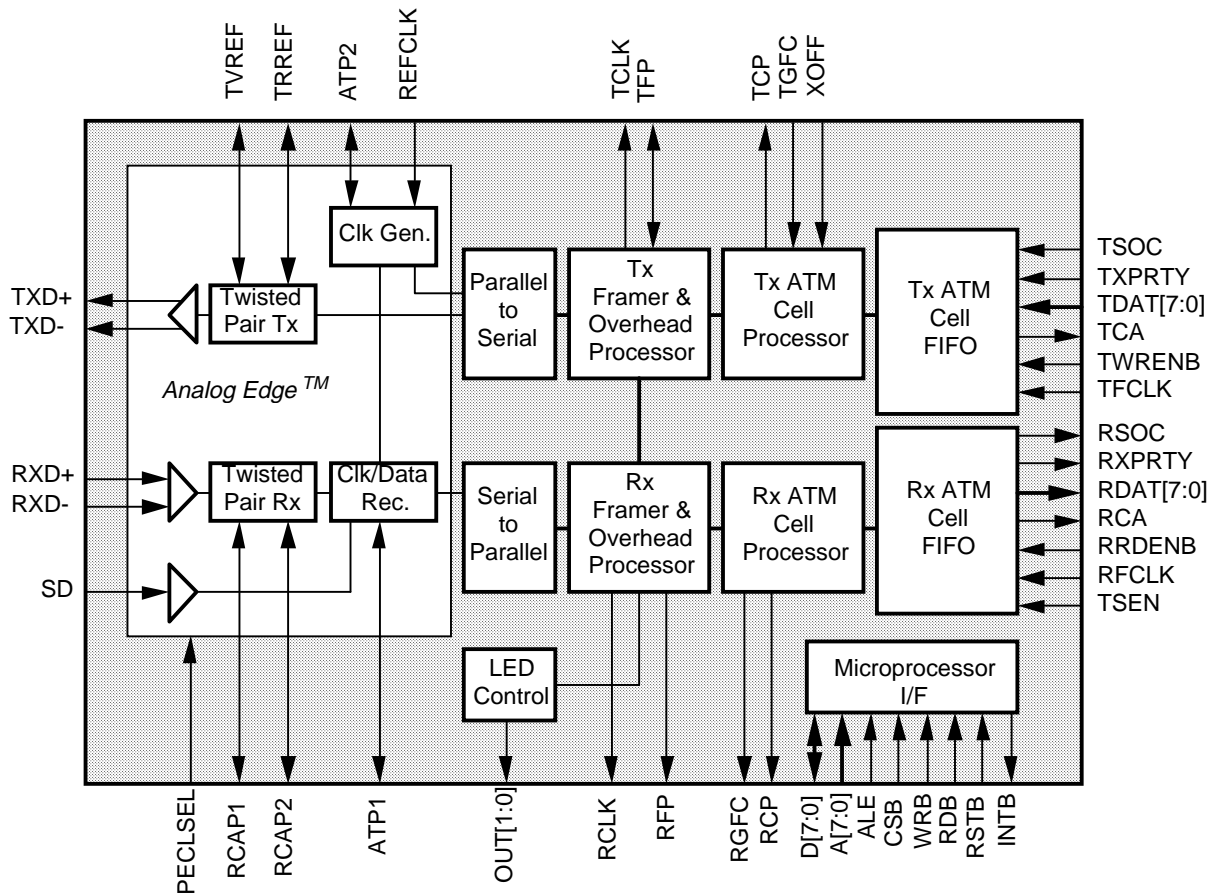 TVREF
TRREF
ATP2
REFCLK
TCLK
TFP
TCP
TGFC
XOFF
Clk Gen.
TXD+
TXD-
Twisted
Pair Tx
Parallel
to
Serial
Tx
Framer &
Overhead
Processor
Tx ATM
Cell
Processor
Tx ATM
Cell
FIFO
TSOC
TXPRTY
TDAT[7:0]
TCA
TWRENB
TFCLK
Analog Edge TM
RXD+
RXD-
SD
Twisted
Pair Rx
Clk/Data
Rec.
Serial
to
Parallel
Rx
Framer &
Overhead
Processor
Rx ATM
Cell
Processor
Rx ATM
Cell
FIFO
RSOC
RXPRTY
RDAT[7:0]
RCA
RRDENB
RFCLK
TSEN
LED
Control
Microprocessor
I/F
PECLSEL
RCAP1
RCAP2
ATP1
OUT[1:0]
RCLK
RFP
RGFC
RCP
D[7:0]
A[7:0]
ALE
CSB
WRB
RDB
RSTB
INTB